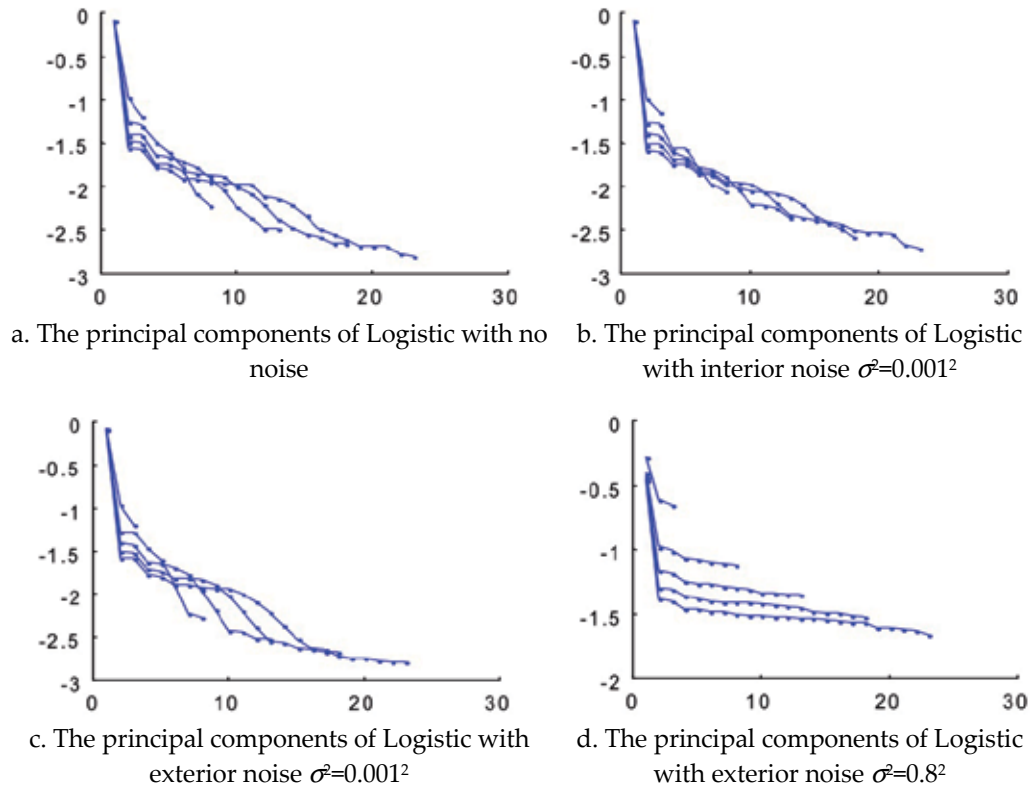 0
-0.5
-1
-1.5
-2
-2.5
-3
0 10 20 30
a. The principal components of Logistic with no
noise
0
-0.5
-1
-1.5
-2
-2.5
-3
0 10 20 30
b. The principal components of Logistic
with interior noise σ²=0.001²
0
-0.5
-1
-1.5
-2
-2.5
-3
0 10 20 30
c. The principal components of Logistic with
exterior noise σ²=0.001²
0
-0.5
-1
-1.5
-2
0 10 20 30
d. The principal components of Logistic
with exterior noise σ²=0.8²